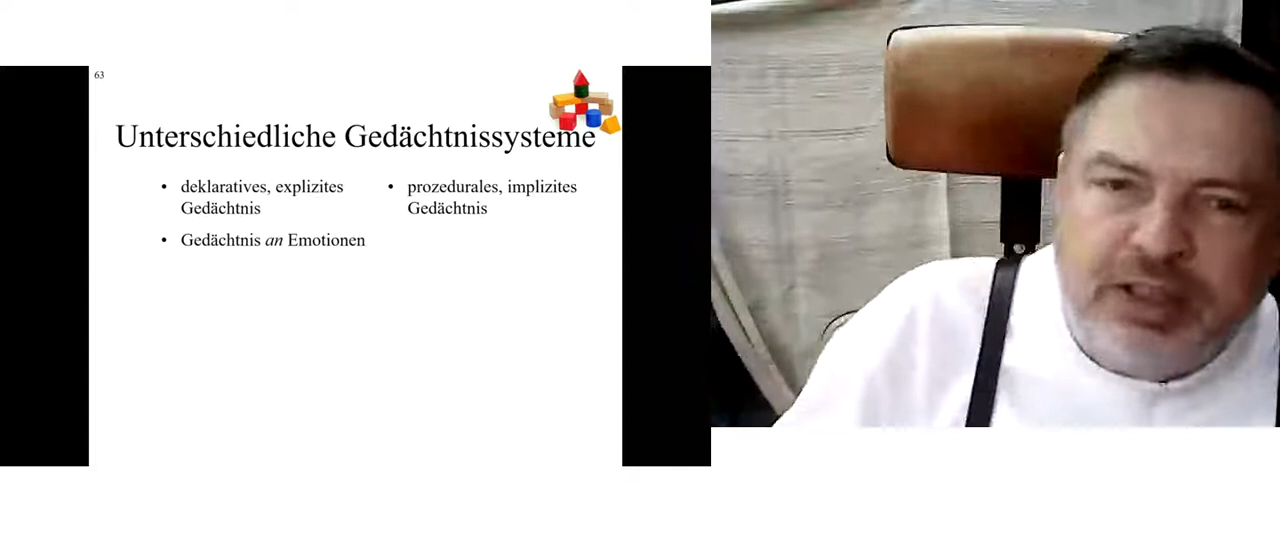 63
Unterschiedliche Gedächtnissysteme
• deklaratives, explizites
Gedächtnis
• Gedächtnis an Emotionen
• prozedurales, implizites
Gedächtnis